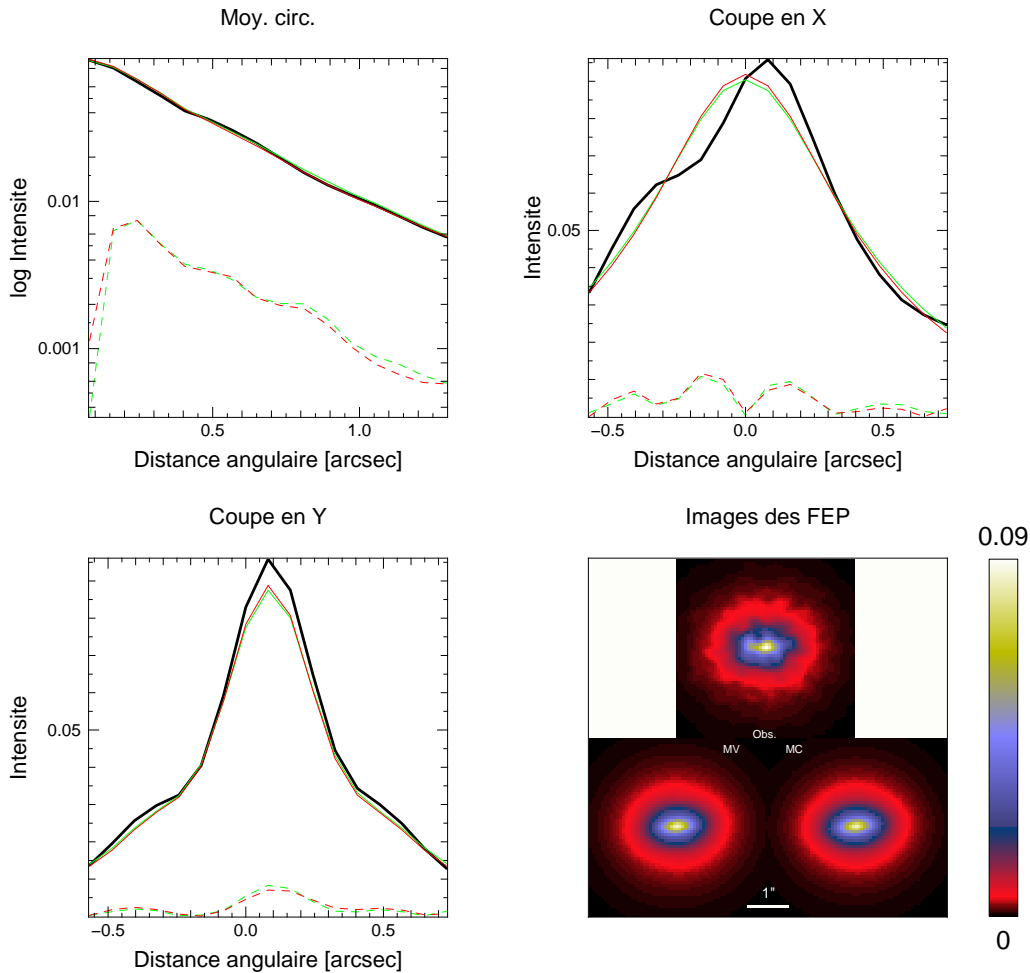 Moy. circ.
log Intensite
0.01
0.001
0.5
1.0
Distance angulaire [arcsec]
Coupe en X
Intensite
0.05
−0.5
0.0
0.5
Distance angulaire [arcsec]
Coupe en Y
Intensite
0.05
−0.5
0.0
0.5
Distance angulaire [arcsec]
Images des FEP
Obs.
MV
MC
1"
0.09
0